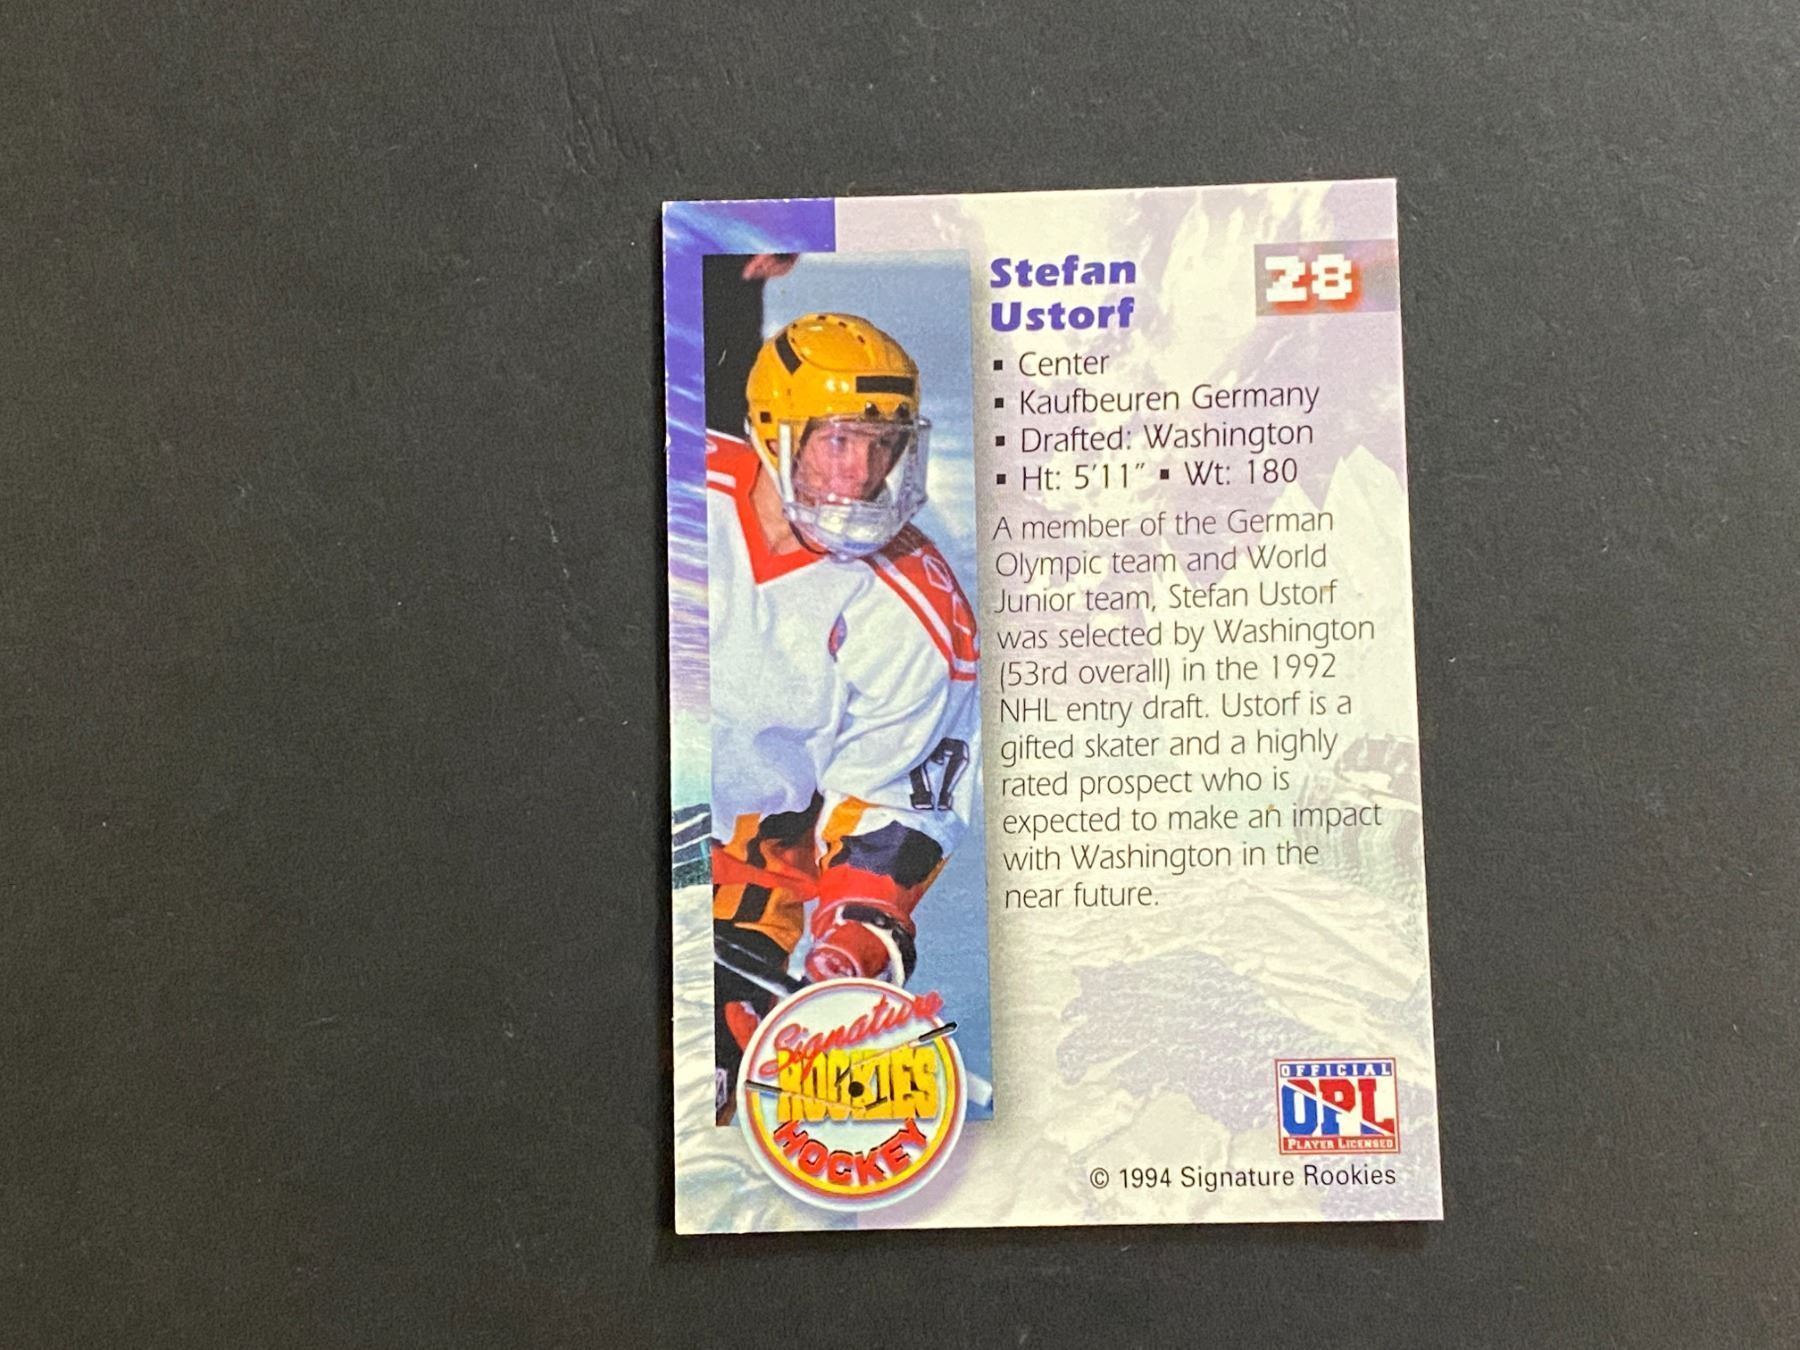 Stefan
Ustorf
28
▪ Center
▪ Kaufbeuren Germany
▪ Drafted: Washington
▪ Ht: 5'11" ▪ Wt: 180
A member of the German
Olympic team and World
Junior team, Stefan Ustorf
was selected by Washington
(53rd overall) in the 1992
NHL entry draft. Ustorf is a
gifted skater and a highly
rated prospect who is
expected to make an impact
with Washington in the
near future.
Signature
ROOKIES
HOCKEY
OFFICIAL
OPL
PLAYER LICENSED
© 1994 Signature Rookies